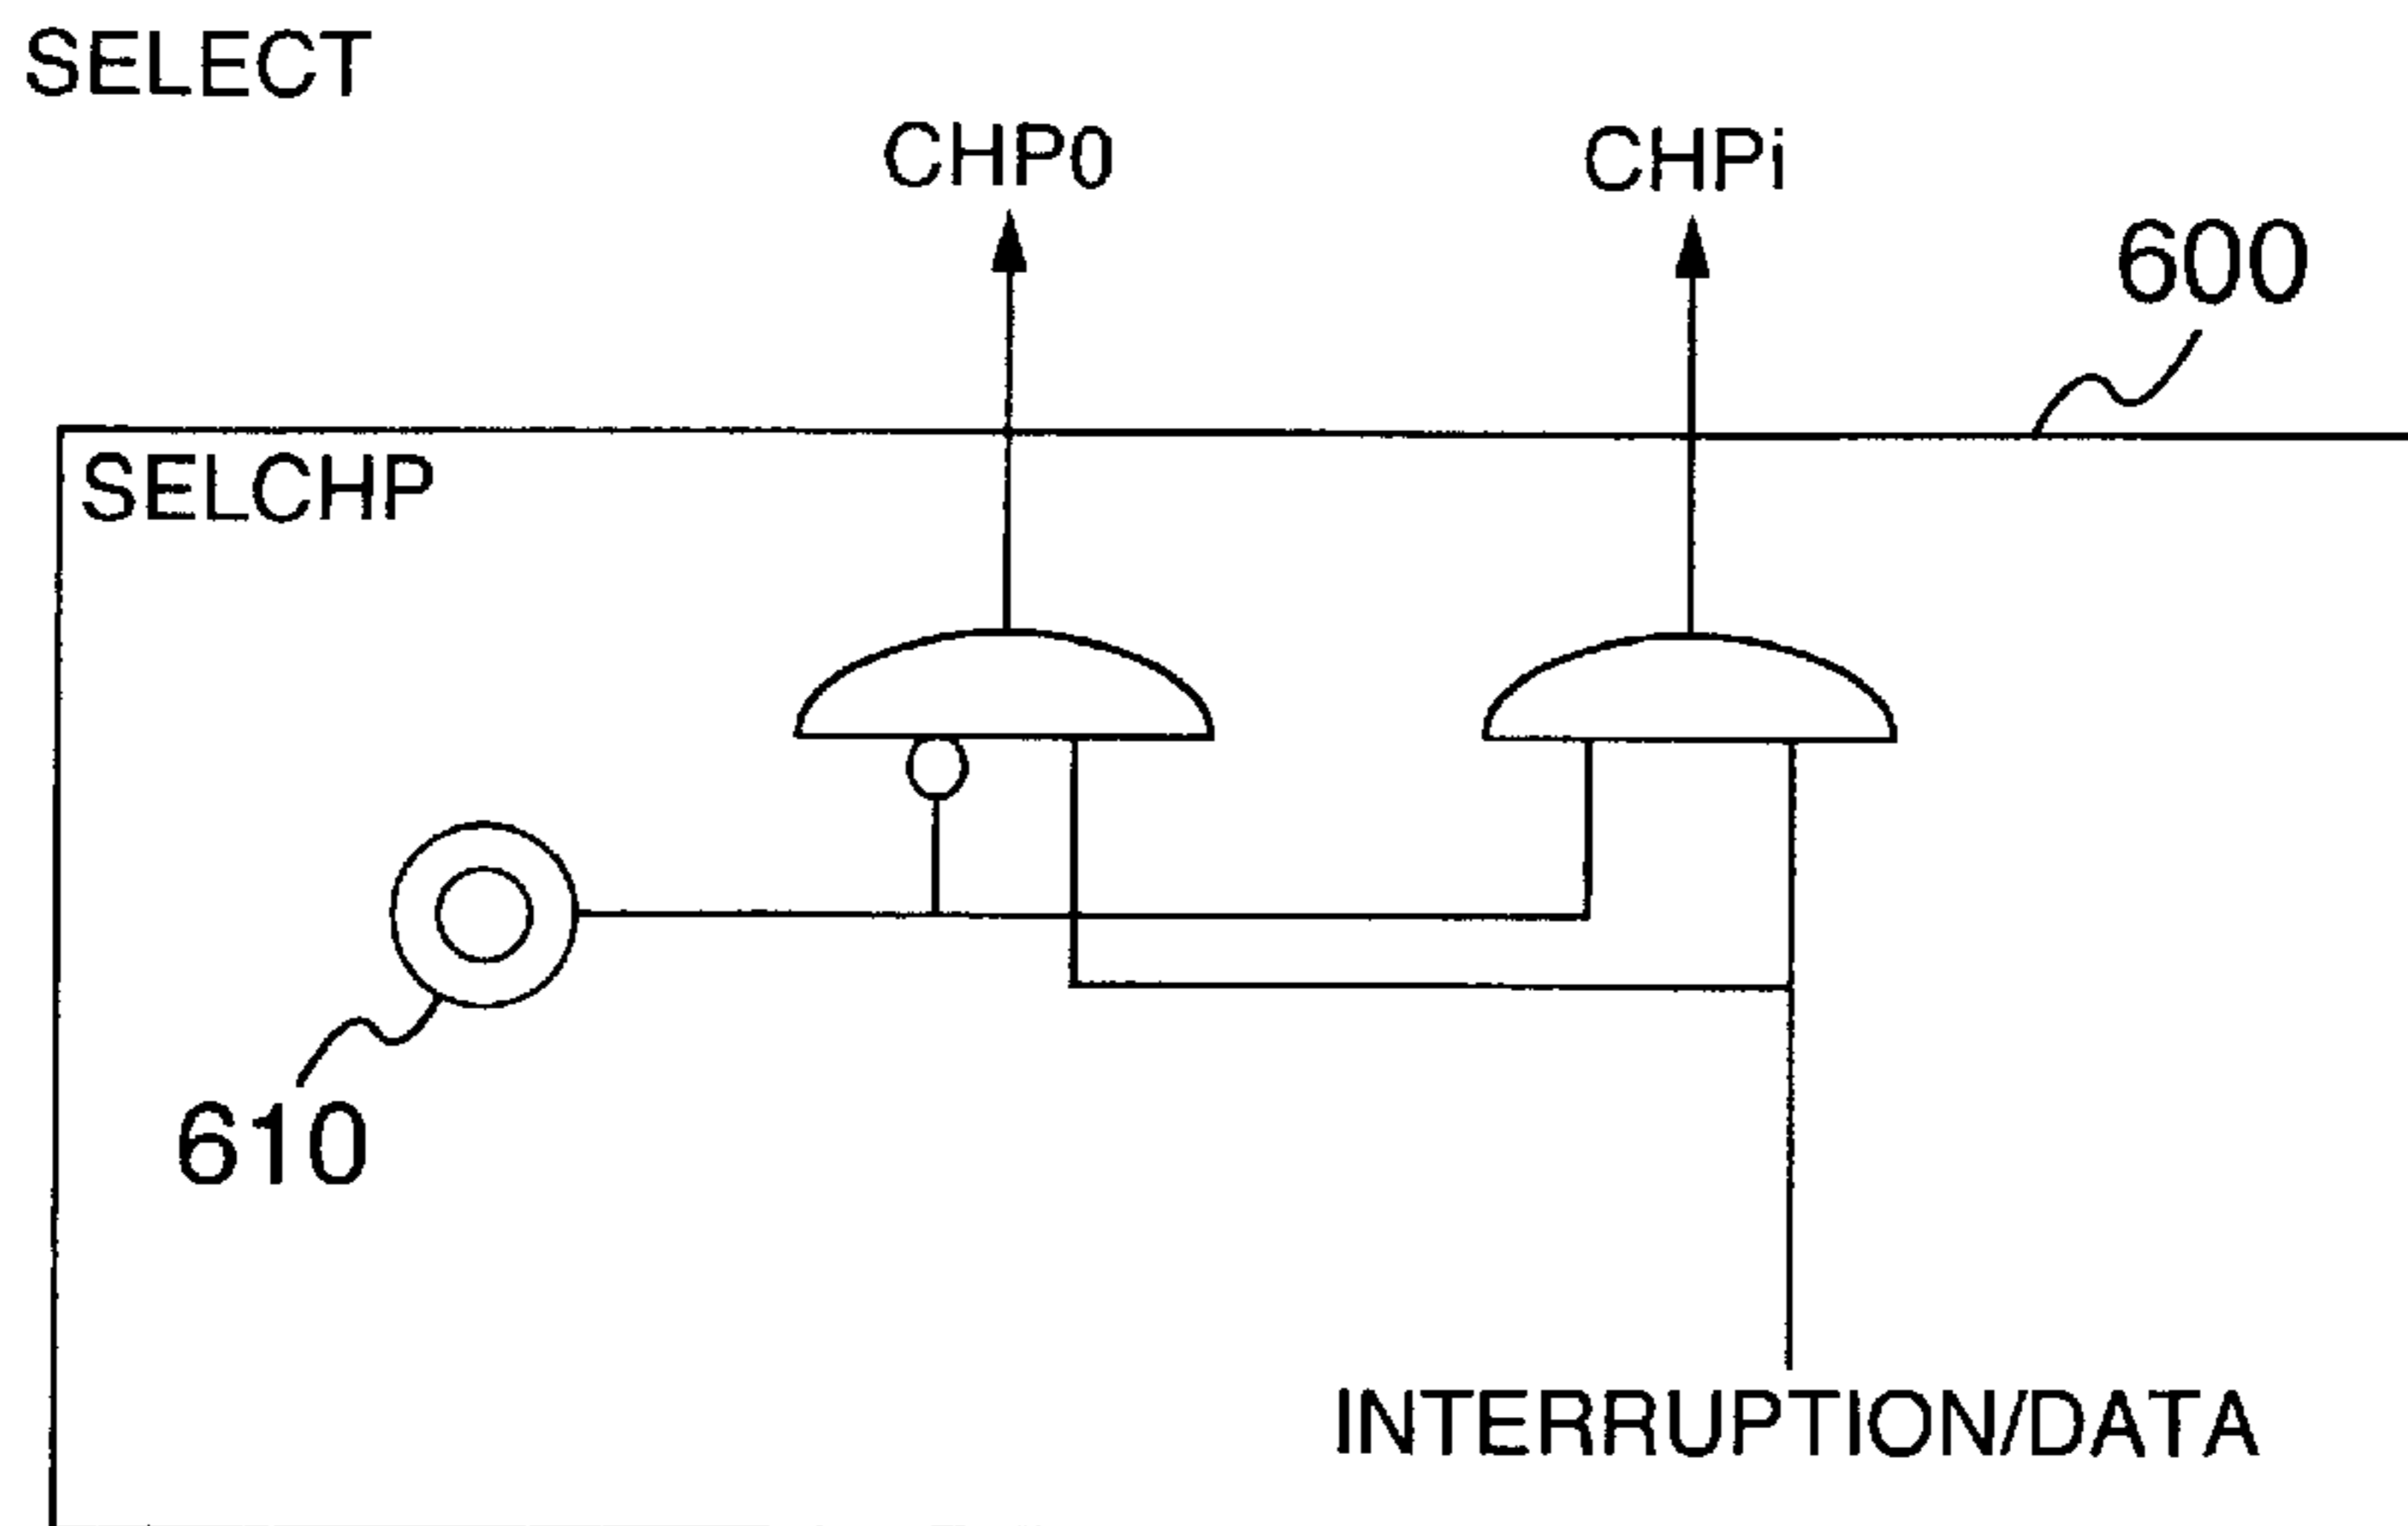 SELECT
CHP0
CHPi
600
SELCHP
610
INTERRUPTION/DATA